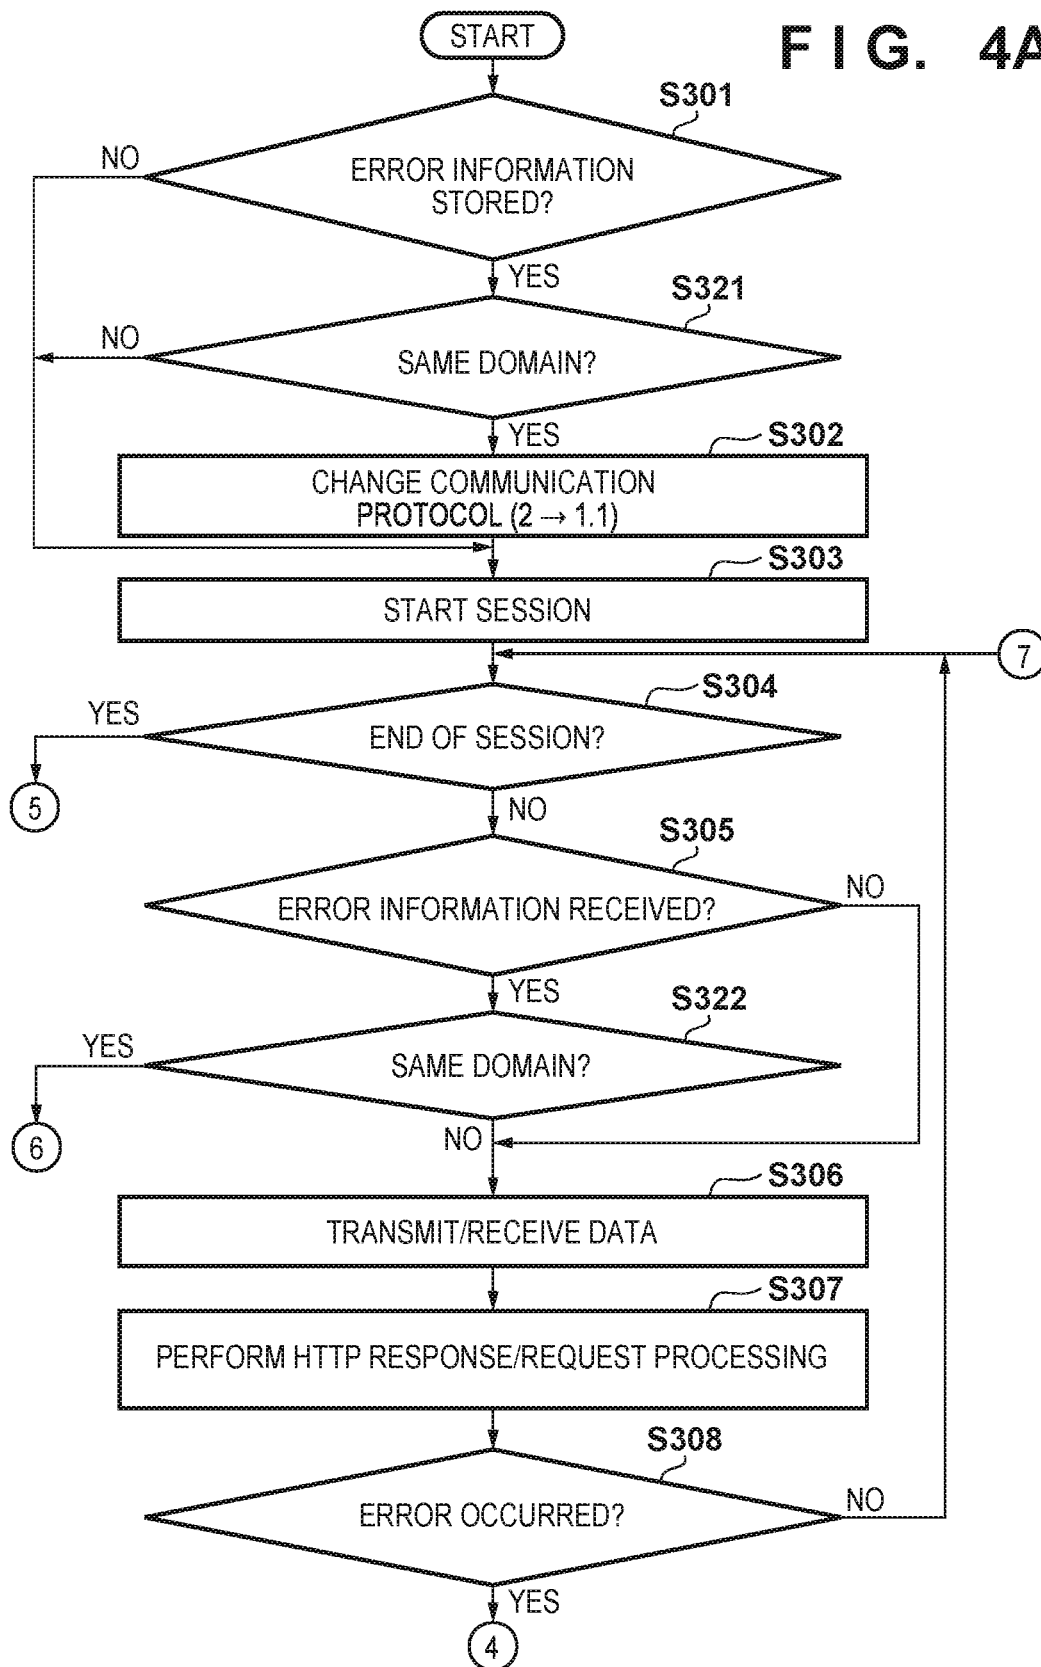 START
FIG. 4A
S301
NO
ERROR INFORMATION
STORED?
YES
S321
NO
SAME DOMAIN?
YES
S302
CHANGE COMMUNICATION
PROTOCOL (2 → 1.1)
S303
START SESSION
7
S304
YES
END OF SESSION?
5
NO
S305
NO
ERROR INFORMATION RECEIVED?
YES
S322
YES
SAME DOMAIN?
6
NO
S306
TRANSMIT/RECEIVE DATA
S307
PERFORM HTTP RESPONSE/REQUEST PROCESSING
S308
NO
ERROR OCCURRED?
YES
4